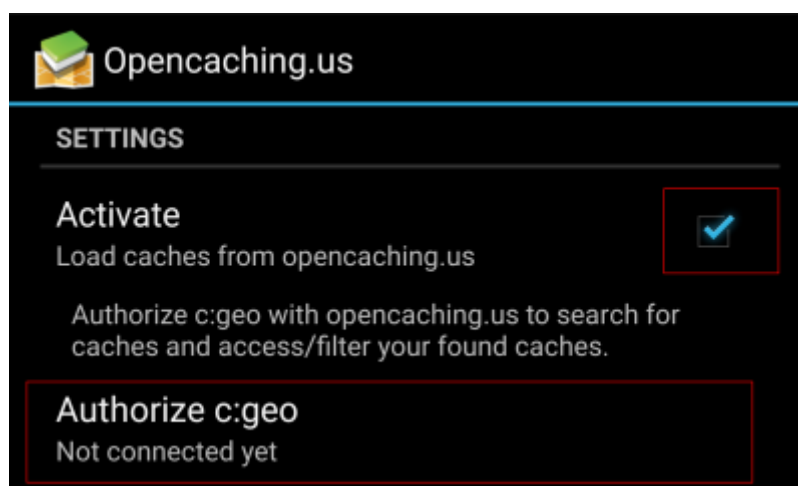 Opencaching.us
SETTINGS
Activate
Load caches from opencaching.us
Authorize c:geo with opencaching.us to search for
caches and access/filter your found caches.
Authorize c:geo
Not connected yet